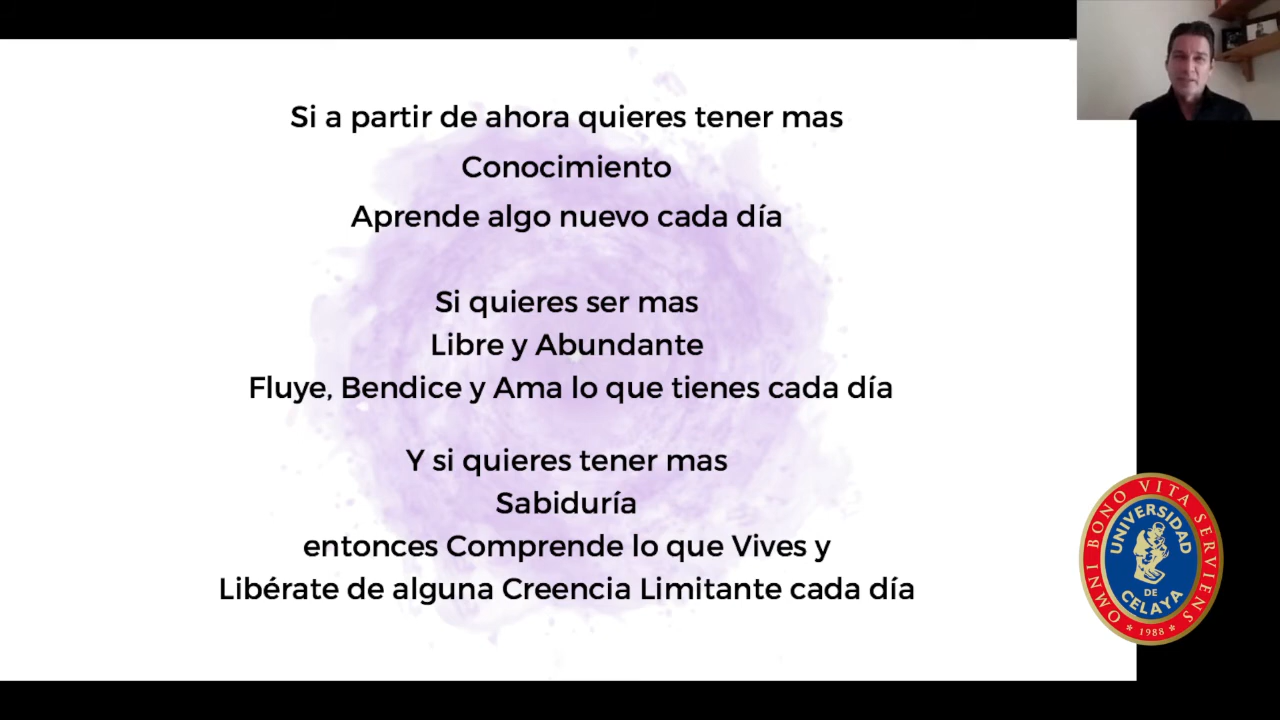 Si a partir de ahora quieres tener mas
Conocimiento
Aprende algo nuevo cada día
Si quieres ser mas
Libre y Abundante
Fluye, Bendice y Ama lo que tienes cada día
Y si quieres tener mas
Sabiduría
entonces Comprende lo que Vives y
Libérate de alguna Creencia Limitante cada día
OMNI BONO VITA SERVIENS
UNIVERSIDAD
DE
CELAYA
* 1988 *